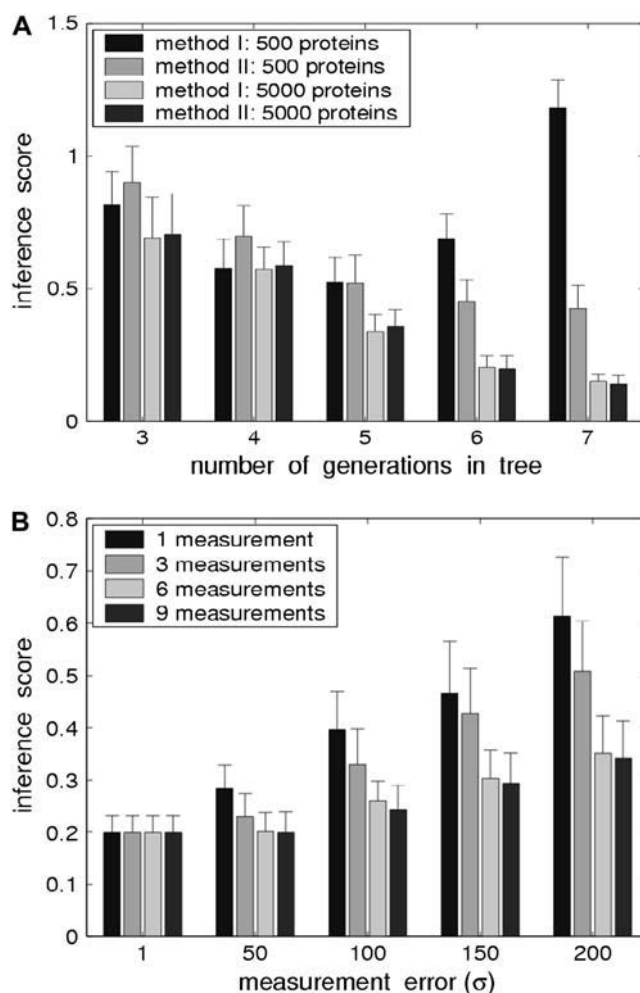 A
1.5
method I: 500 proteins
method II: 500 proteins
method I: 5000 proteins
method II: 5000 proteins
1
0.5
0
inference score
3 4 5 6 7
number of generations in tree
B
0.8
1 measurement
3 measurements
6 measurements
9 measurements
0.7
0.6
0.5
0.4
0.3
0.2
0.1
0
inference score
1 50 100 150 200
measurement error (σ)